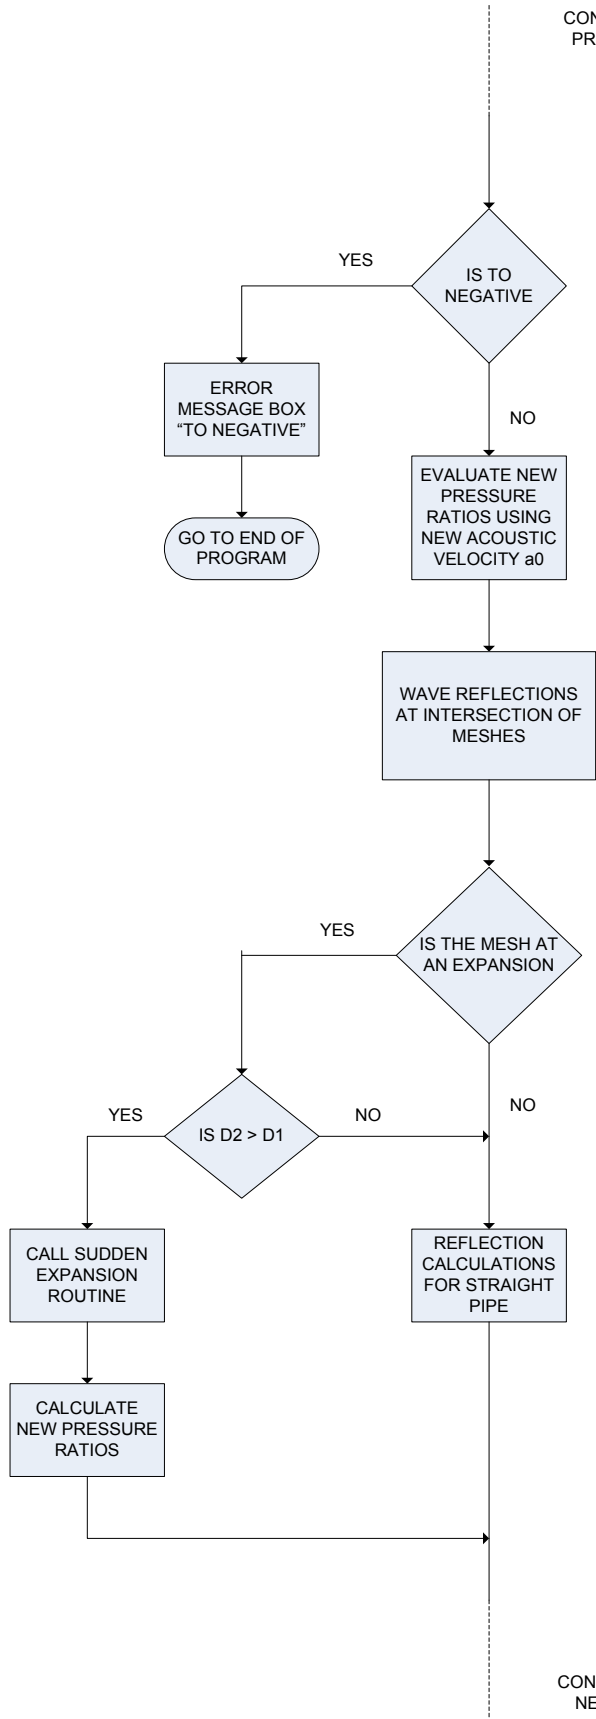 YES
IS TO
NEGATIVE
ERROR
MESSAGE BOX
“TO NEGATIVE”
NO
GO TO END OF
PROGRAM
EVALUATE NEW
PRESSURE
RATIOS USING
NEW ACOUSTIC
VELOCITY a0
WAVE REFLECTIONS
AT INTERSECTION OF
MESHES
YES
IS THE MESH AT
AN EXPANSION
YES
IS D2 > D1
NO
NO
CALL SUDDEN
EXPANSION
ROUTINE
REFLECTION
CALCULATIONS
FOR STRAIGHT
PIPE
CALCULATE
NEW PRESSURE
RATIOS